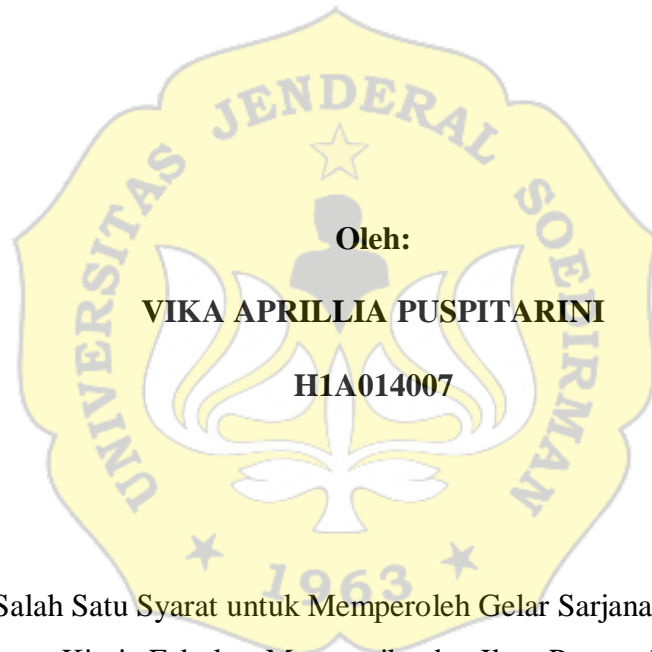 UNIVERSITAS JENDERAL SOEDIRMAN
Oleh:
VIKA APRILLIA PUSPITARINI
H1A014007
1963
Salah Satu Syarat untuk Memperoleh Gelar Sarjana